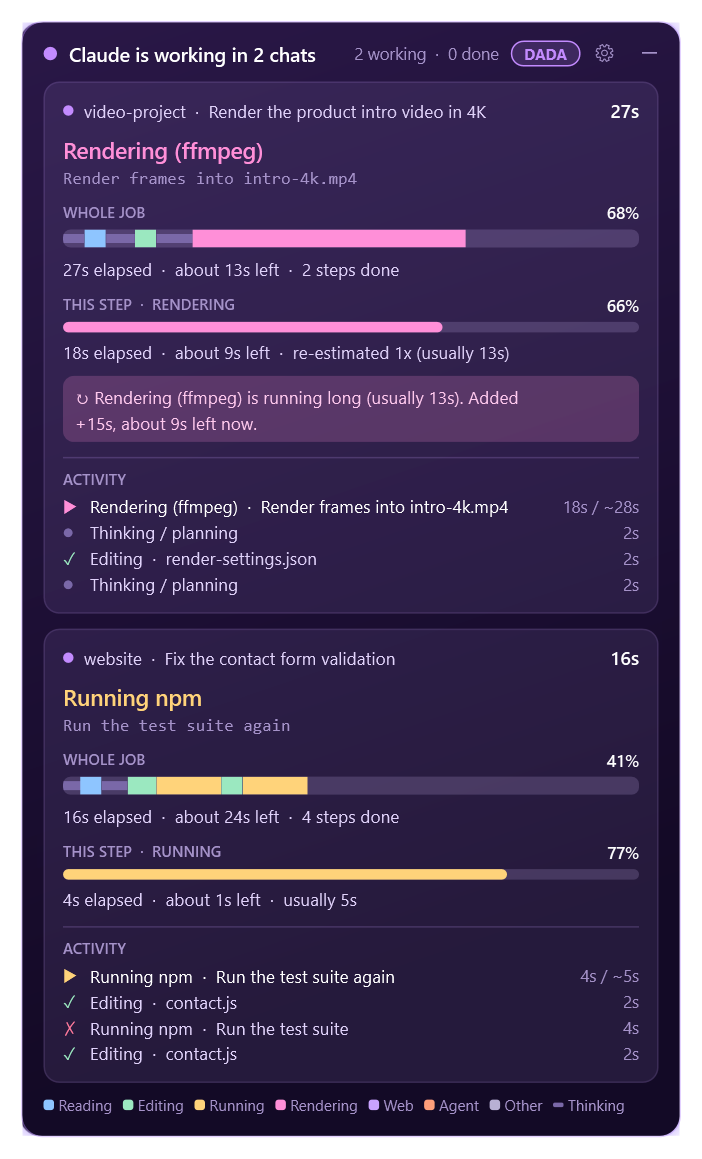 Claude is working in 2 chats 2 working · 0 done DADA
video-project · Render the product intro video in 4K 27s
Rendering (ffmpeg)
Render frames into intro-4k.mp4
WHOLE JOB 68%
27s elapsed · about 13s left · 2 steps done
THIS STEP · RENDERING 66%
18s elapsed · about 9s left · re-estimated 1x (usually 13s)
↻ Rendering (ffmpeg) is running long (usually 13s). Added
+15s, about 9s left now.
ACTIVITY
▶ Rendering (ffmpeg) · Render frames into intro-4k.mp4 18s / ~28s
● Thinking / planning 2s
✓ Editing · render-settings.json 2s
● Thinking / planning 2s
website · Fix the contact form validation 16s
Running npm
Run the test suite again
WHOLE JOB 41%
16s elapsed · about 24s left · 4 steps done
THIS STEP · RUNNING 77%
4s elapsed · about 1s left · usually 5s
ACTIVITY
▶ Running npm · Run the test suite again 4s / ~5s
✓ Editing · contact.js 2s
✗ Running npm · Run the test suite 4s
✓ Editing · contact.js 2s
Reading Editing Running Rendering Web Agent Other Thinking